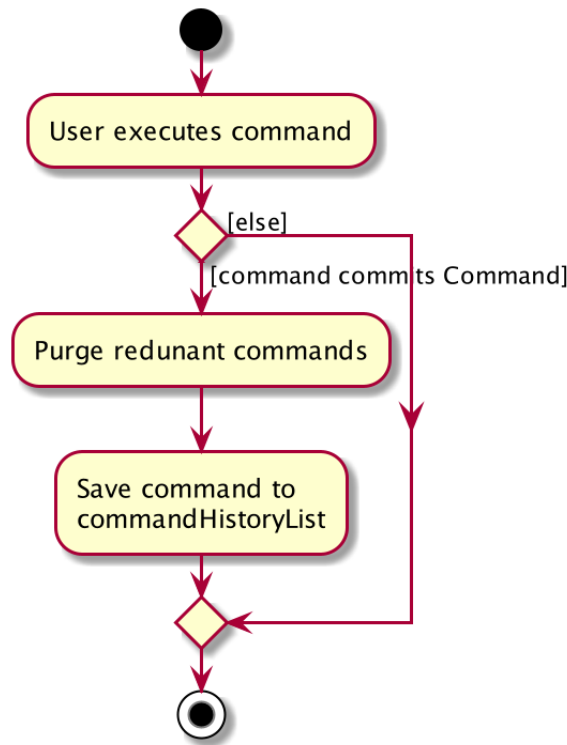 User executes command
[else]
[command commits Command]
Purge redunant commands
Save command to
commandHistoryList